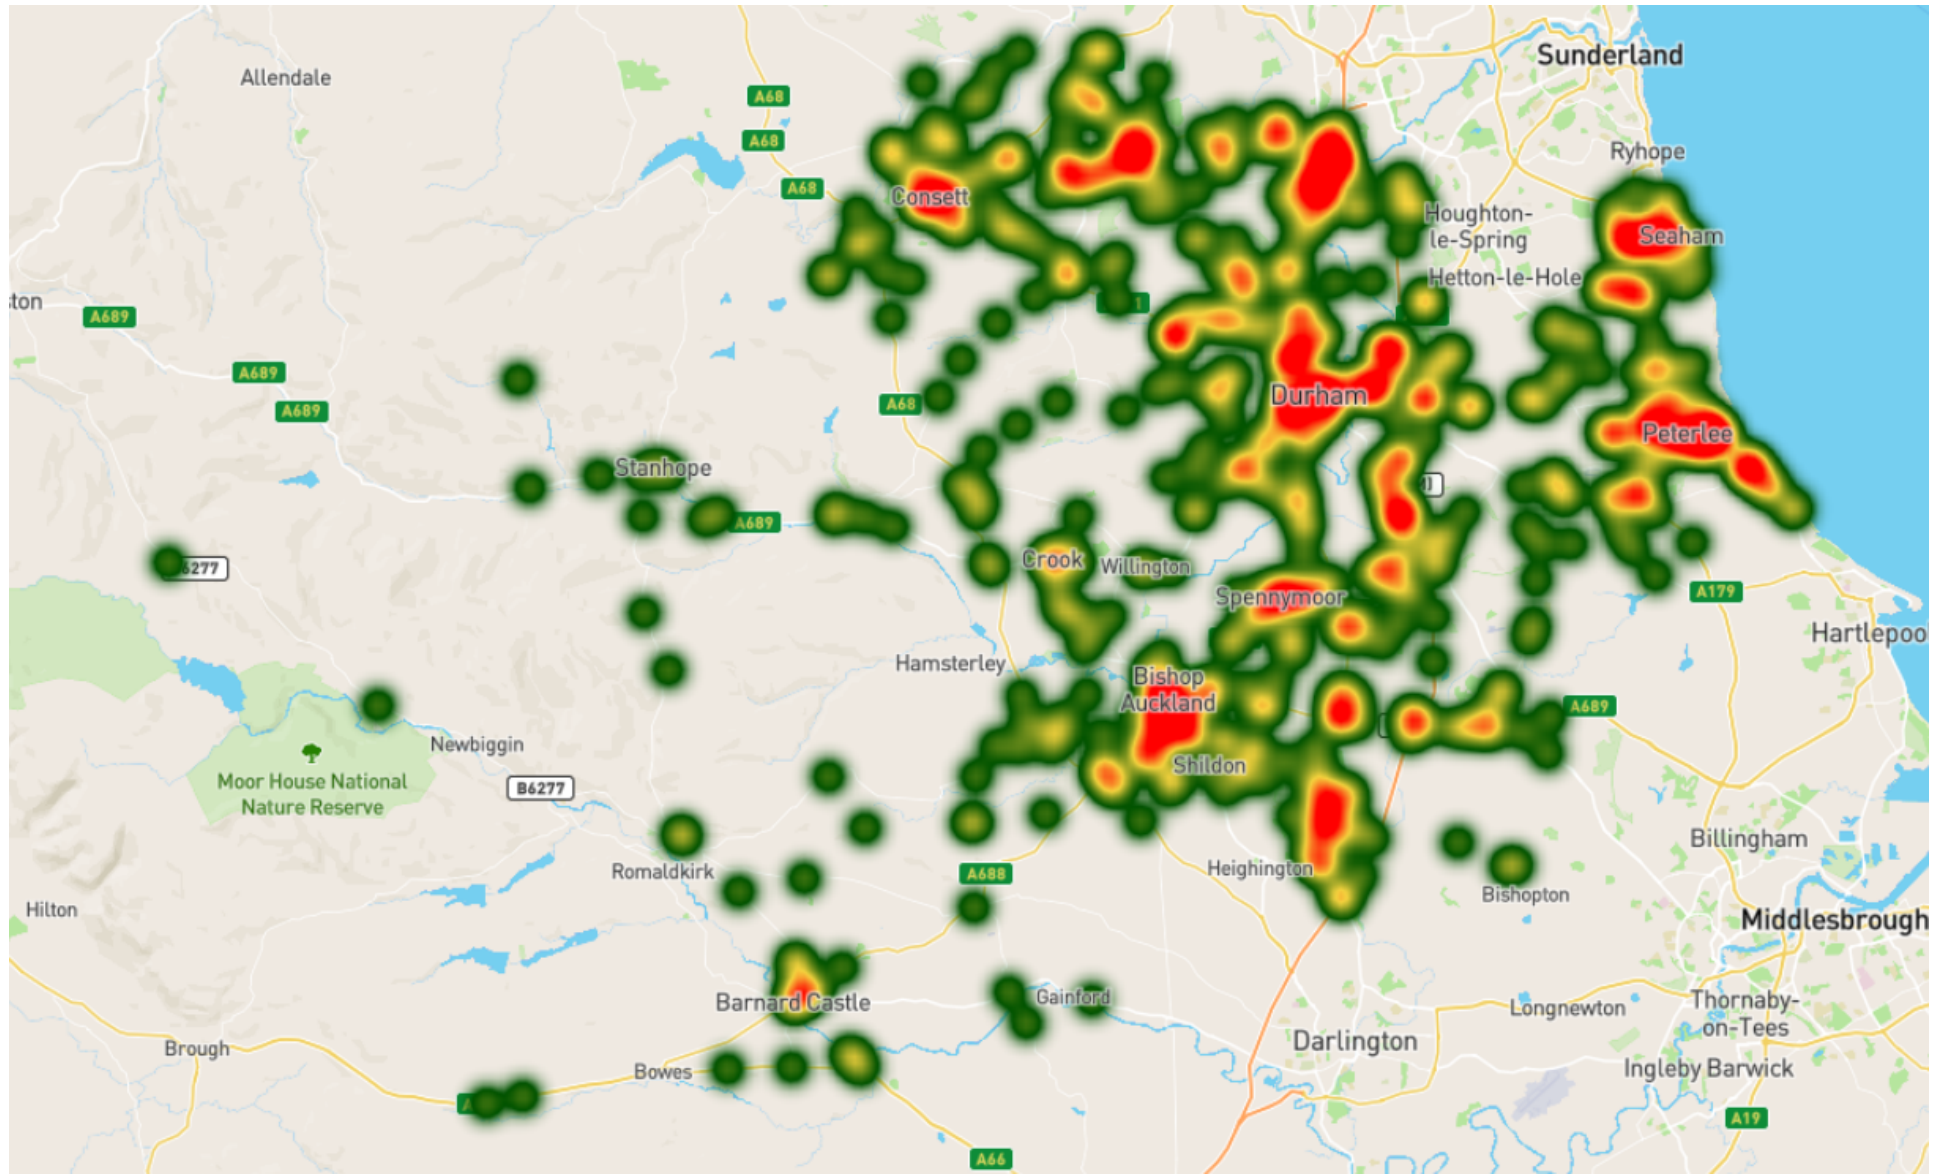 Sunderland
Allendale
A68
A68
Ryhope
A68
Consett
Houghton-
le-Spring
Seaham
Hetton-le-Hole
ston
A689
1
A689
A68
Durham
A689
Peterlee
Stanhope
A689
Crook
Willington
6277
A179
Spennymoor
Hartlepoo
Hamsterley
Bishop
Auckland
A689
Newbiggin
Shildon
Moor House National
Nature Reserve
B6277
Billingham
Romaldkirk
A688
Heighington
Bishopton
Hilton
Middlesbrough
Barnard Castle
Gainford
Longnewton
Thornaby-
on-Tees
Darlington
Brough
Bowes
Ingleby Barwick
A
A19
A66